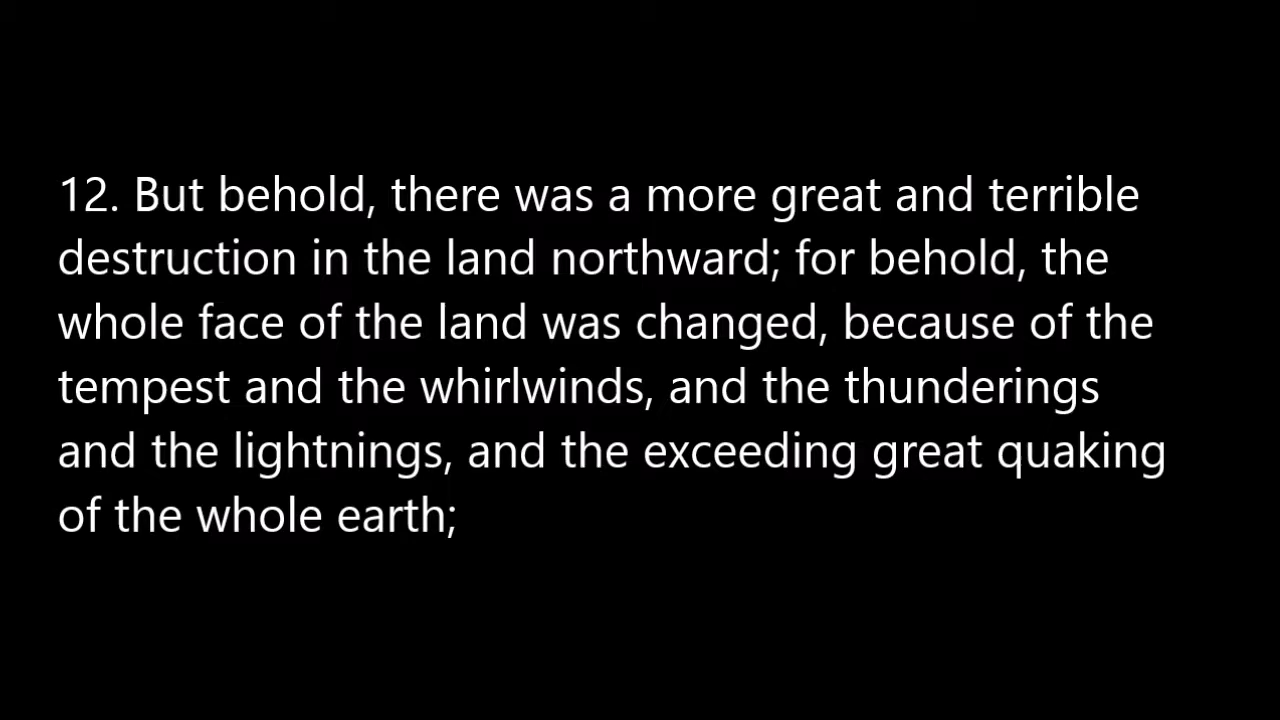 12. But behold, there was a more great and terrible
destruction in the land northward; for behold, the
whole face of the land was changed, because of the
tempest and the whirlwinds, and the thunderings
and the lightnings, and the exceeding great quaking
of the whole earth;